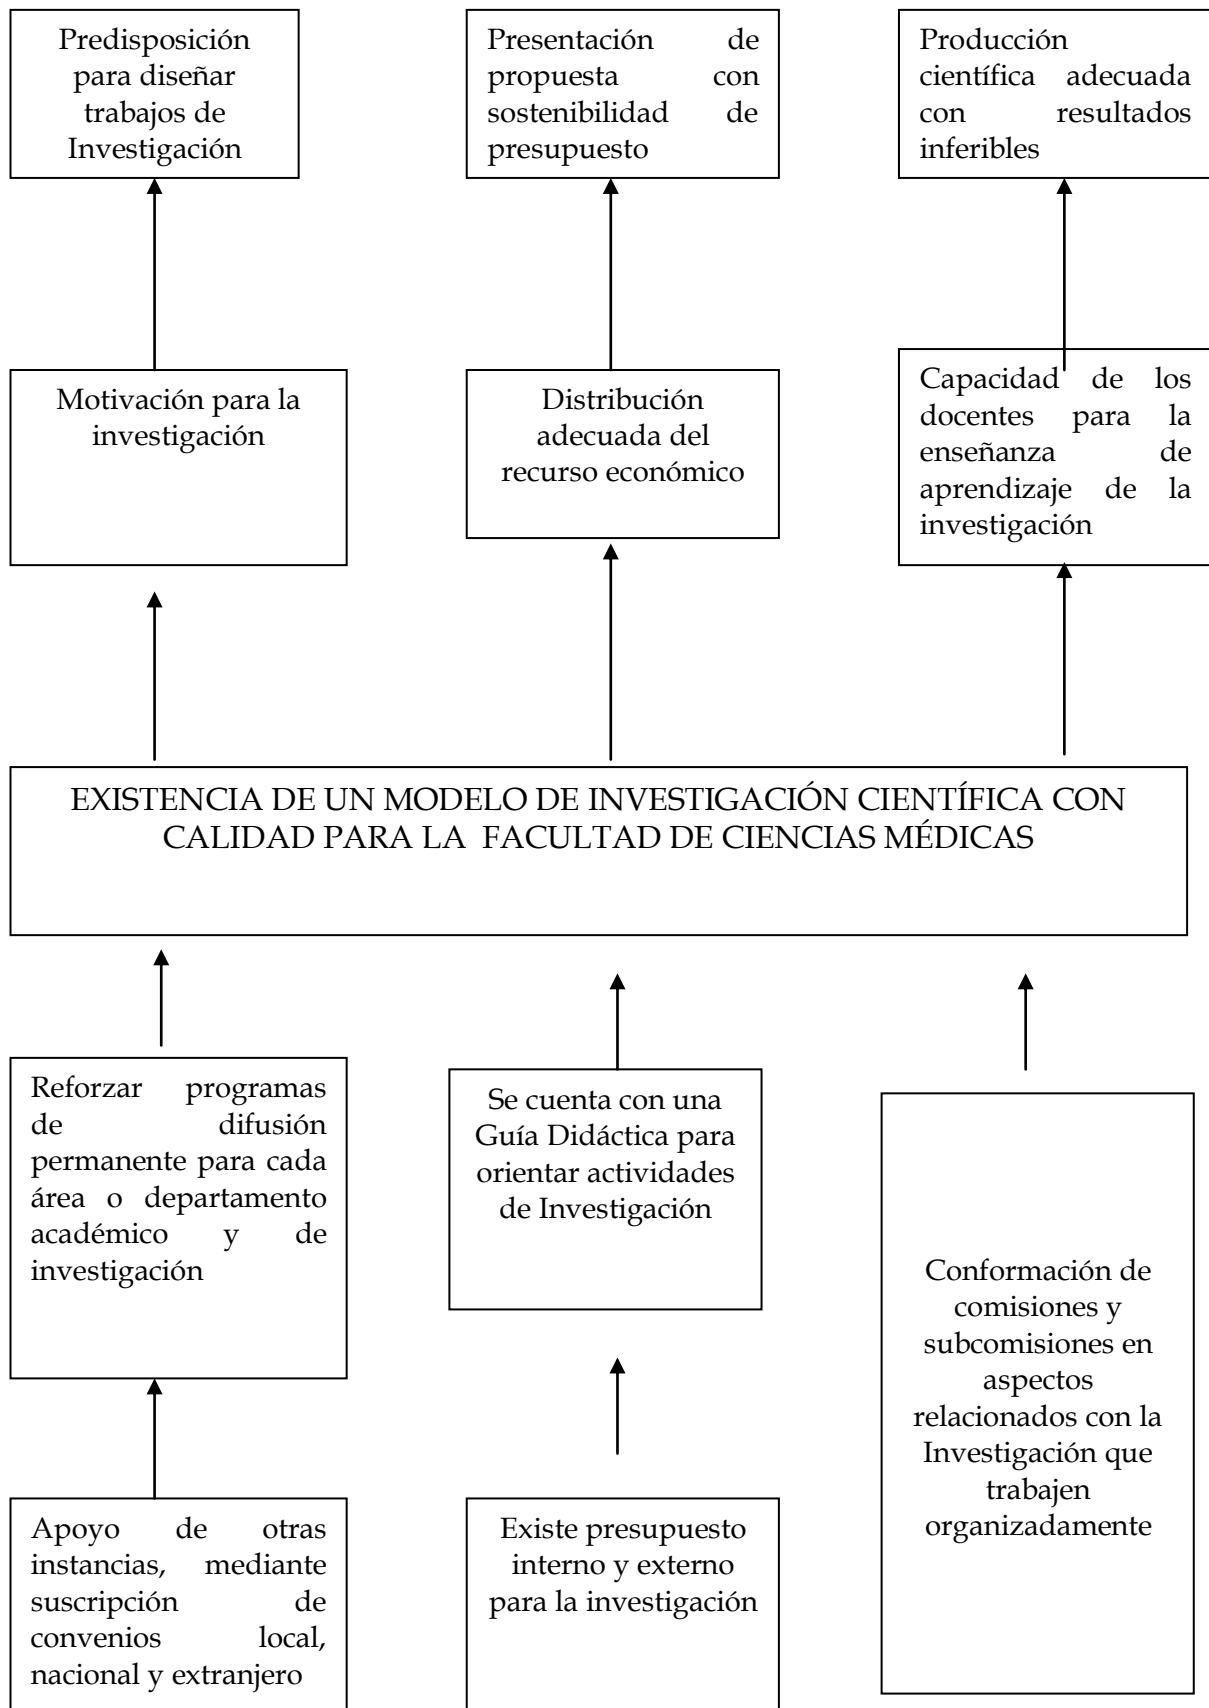 Predisposición
para diseñar
trabajos de
Investigación
Presentación de
propuesta con
sostenibilidad de
presupuesto
Producción
científica adecuada
con resultados
inferibles
Motivación para la
investigación
Distribución
adecuada del
recurso económico
Capacidad de los
docentes para la
enseñanza de
aprendizaje de la
investigación
EXISTENCIA DE UN MODELO DE INVESTIGACIÓN CIENTÍFICA CON
CALIDAD PARA LA FACULTAD DE CIENCIAS MÉDICAS
Reforzar programas
de difusión
permanente para cada
área o departamento
académico y de
investigación
Se cuenta con una
Guía Didáctica para
orientar actividades
de Investigación
Conformación de
comisiones y
subcomisiones en
aspectos
relacionados con la
Investigación que
trabajen
organizadamente
Apoyo de otras
instancias, mediante
suscripción de
convenios local,
nacional y extranjero
Existe presupuesto
interno y externo
para la investigación